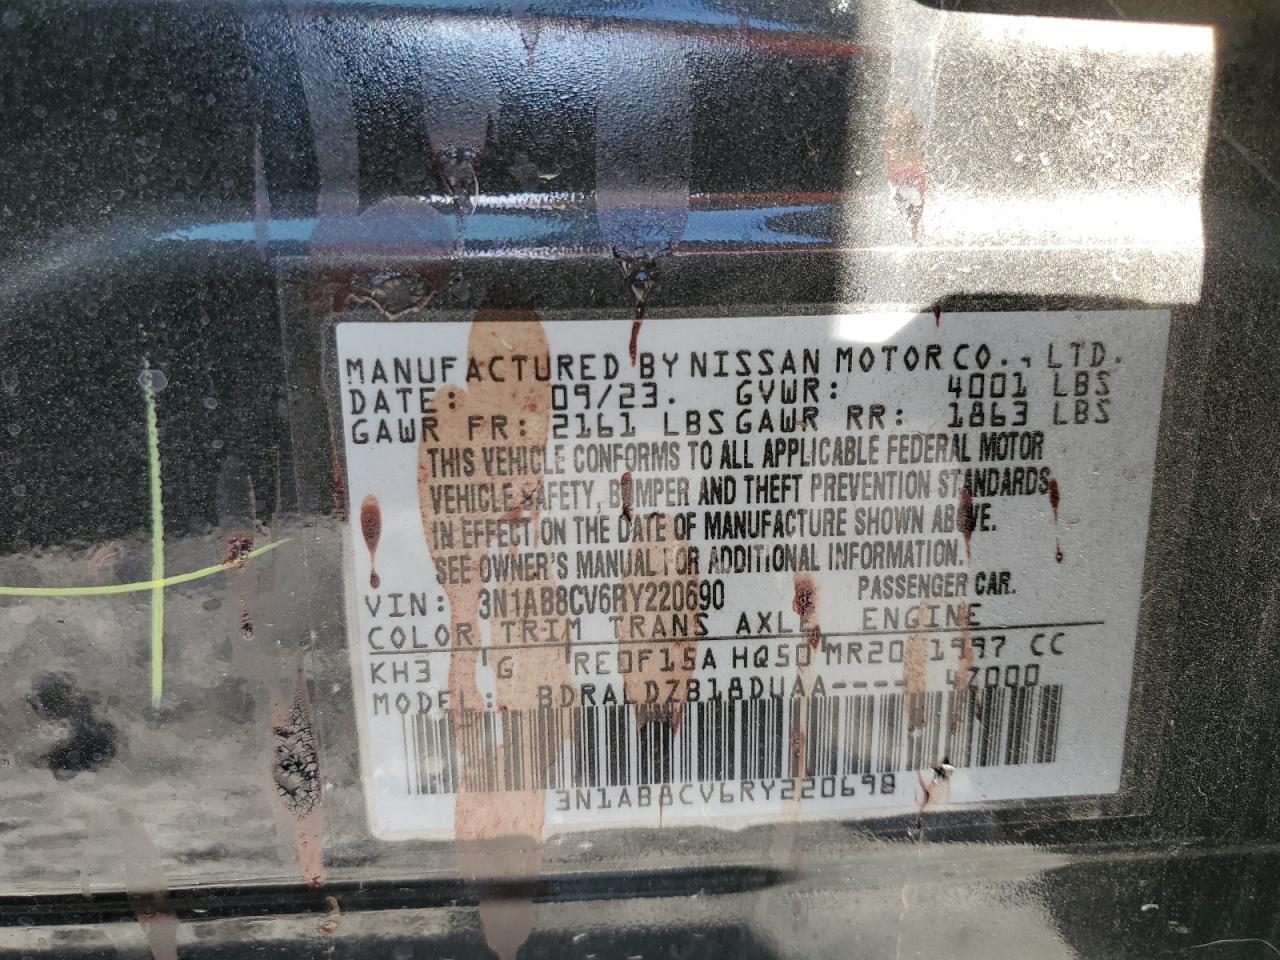 MANUFACTURED BY NISSAN MOTOR CO., LTD.
DATE: 09/23. GVWR: 4001 LBS
GAWR FR: 2161 LBS GAWR RR: 1863 LBS
THIS VEHICLE CONFORMS TO ALL APPLICABLE FEDERAL MOTOR
VEHICLE SAFETY, BUMPER AND THEFT PREVENTION STANDARDS
IN EFFECT ON THE DATE OF MANUFACTURE SHOWN ABOVE.
SEE OWNER'S MANUAL FOR ADDITIONAL INFORMATION.
VIN: 3N1AB8CV6RY220690 PASSENGER CAR.
COLOR TRIM TRANS AXLE ENGINE
KH3 G RE0F15A HQ50 MR20 1997 CC
MODEL: BDRALDZB18DUAA---- 47000
3N1AB8CV6RY220690